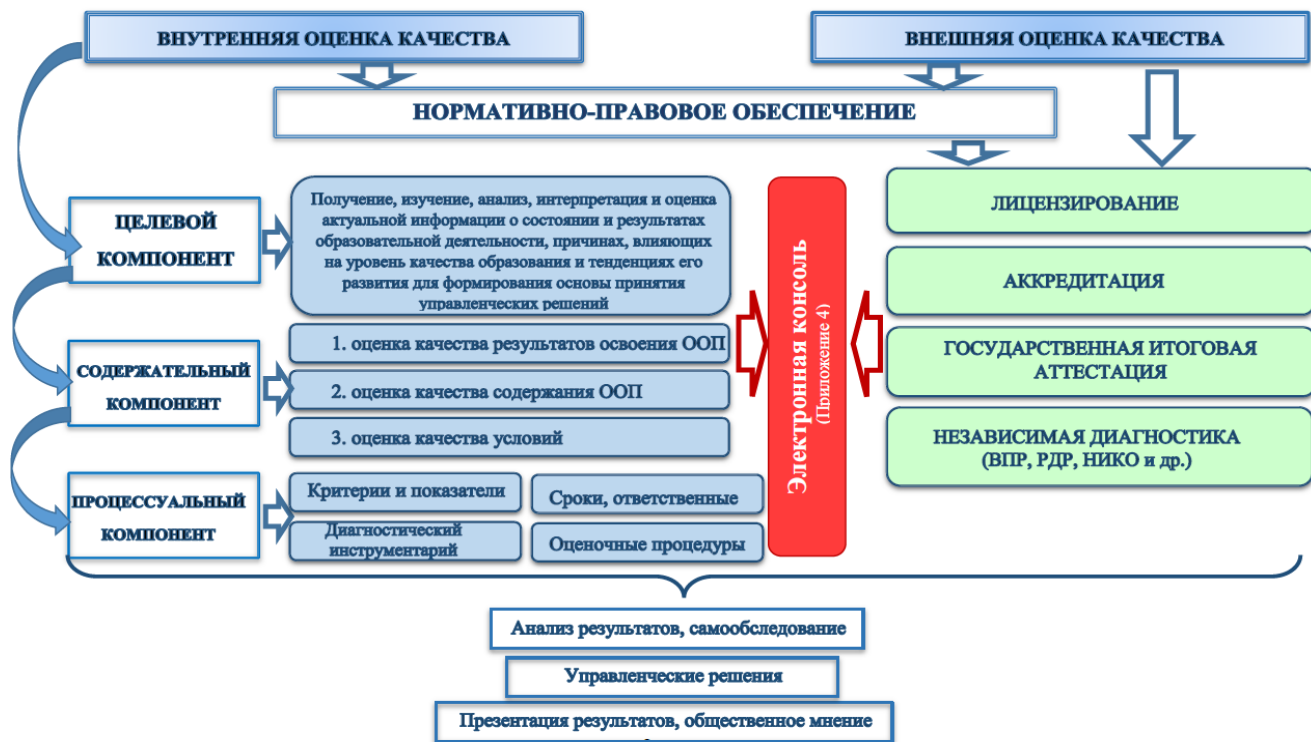 ВНУТРЕННЯЯ ОЦЕНКА КАЧЕСТВА
ВНЕШНЯЯ ОЦЕНКА КАЧЕСТВА
НОРМАТИВНО-ПРАВОВОЕ ОБЕСПЕЧЕНИЕ
ЦЕЛЕВОЙ
КОМПОНЕНТ
Получение, изучение, анализ, интерпретация и оценка
актуальной информации о состоянии и результатах
образовательной деятельности, причинах, влияющих
на уровень качества образования и тенденциях его
развития для формирования основы принятия
управленческих решений
СОДЕРЖАТЕЛЬНЫЙ
КОМПОНЕНТ
1. оценка качества результатов освоения ООП
2. оценка качества содержания ООП
3. оценка качества условий
ПРОЦЕССУАЛЬНЫЙ
КОМПОНЕНТ
Критерии и показатели
Сроки, ответственные
Диагностический
инструментарий
Оценочные процедуры
Электронная консоль
(Приложение 4)
ЛИЦЕНЗИРОВАНИЕ
АККРЕДИТАЦИЯ
ГОСУДАРСТВЕННАЯ ИТОГОВАЯ
АТТЕСТАЦИЯ
НЕЗАВИСИМАЯ ДИАГНОСТИКА
(ВПР, РДР, НИКО и др.)
Анализ результатов, самообследование
Управленческие решения
Презентация результатов, общественное мнение